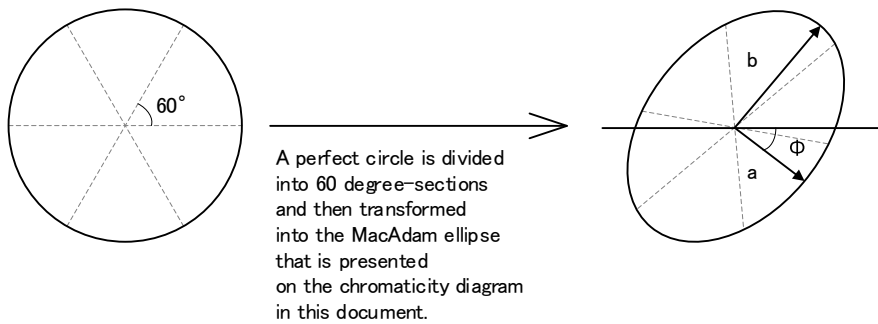 60°
A perfect circle is divided
into 60 degree-sections
and then transformed
into the MacAdam ellipse
that is presented
on the chromaticity diagram
in this document.
b
Φ
a